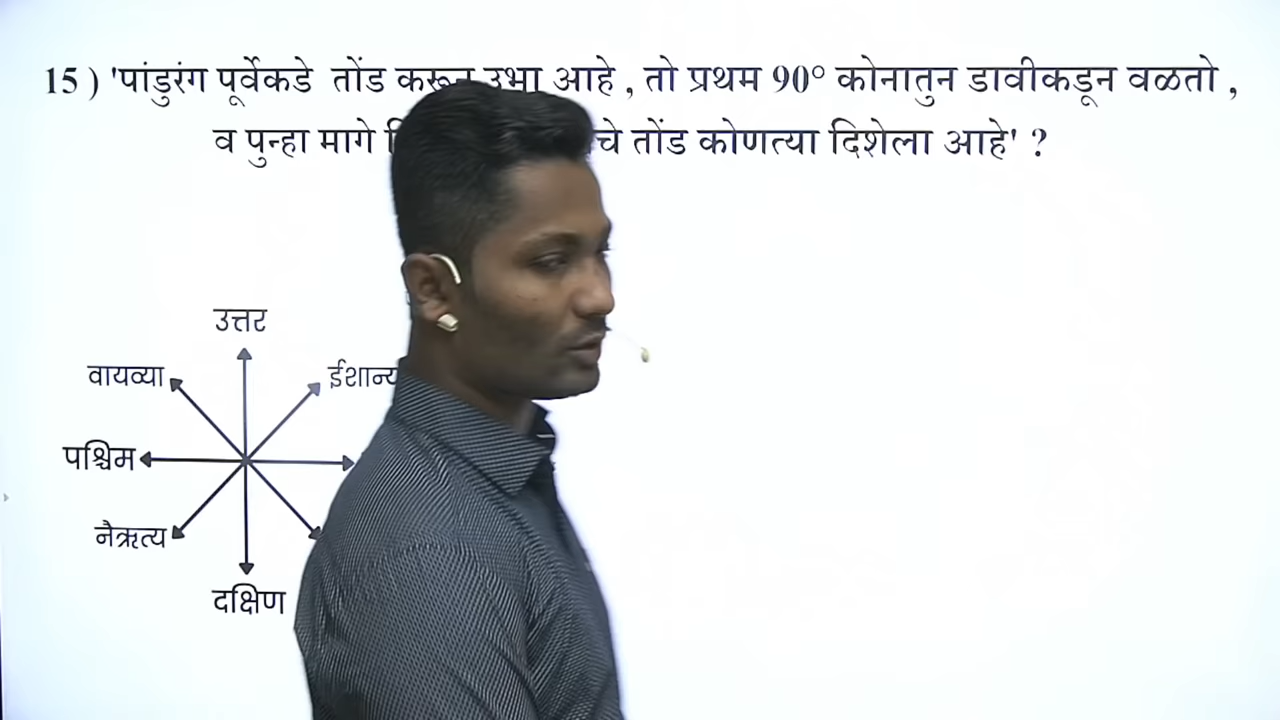 15 ) 'पांडुरंग पूर्वेकडे तोंड करून उभा आहे , तो प्रथम 90° कोनातुन डावीकडून वळतो ,
व पुन्हा मागे तोंड कोणत्या दिशेला आहे' ?
उत्तर
वायव्या ईशान्य
पश्चिम
नैऋत्य
दक्षिण